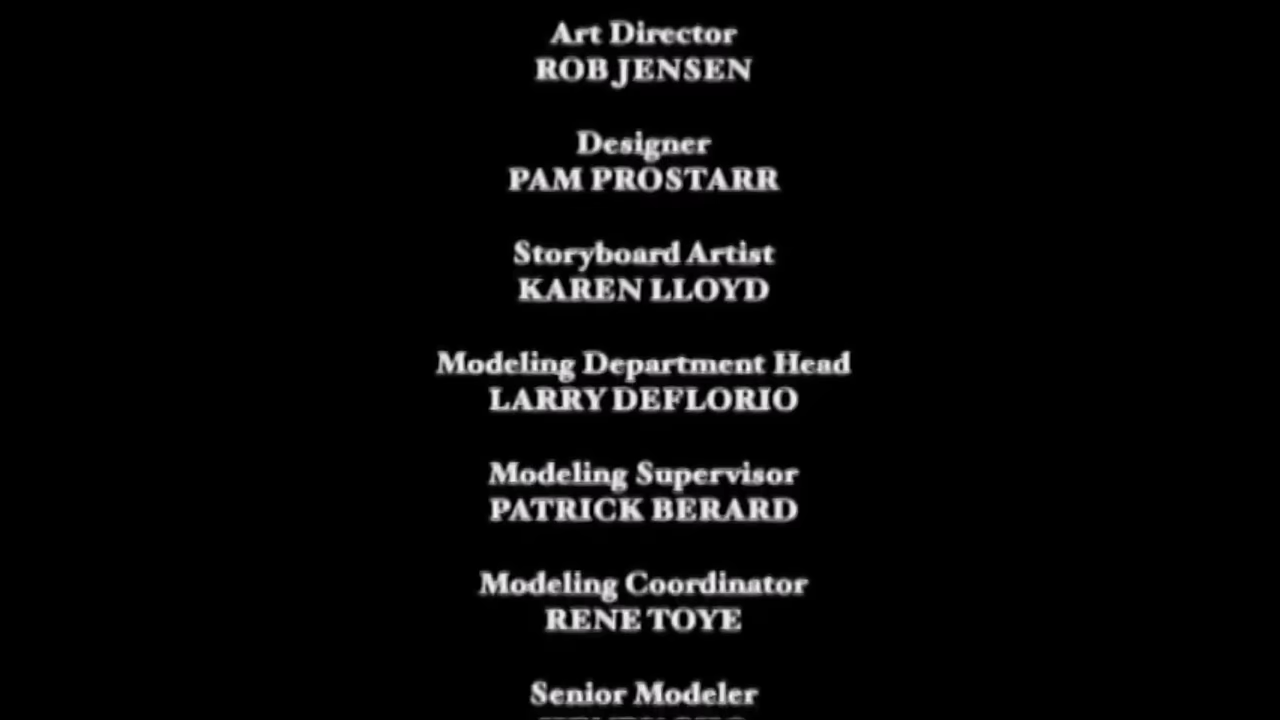 Art Director
ROB JENSEN
Designer
PAM PROSTARR
Storyboard Artist
KAREN LLOYD
Modeling Department Head
LARRY DEFLORIO
Modeling Supervisor
PATRICK BERARD
Modeling Coordinator
RENE TOYE
Senior Modeler